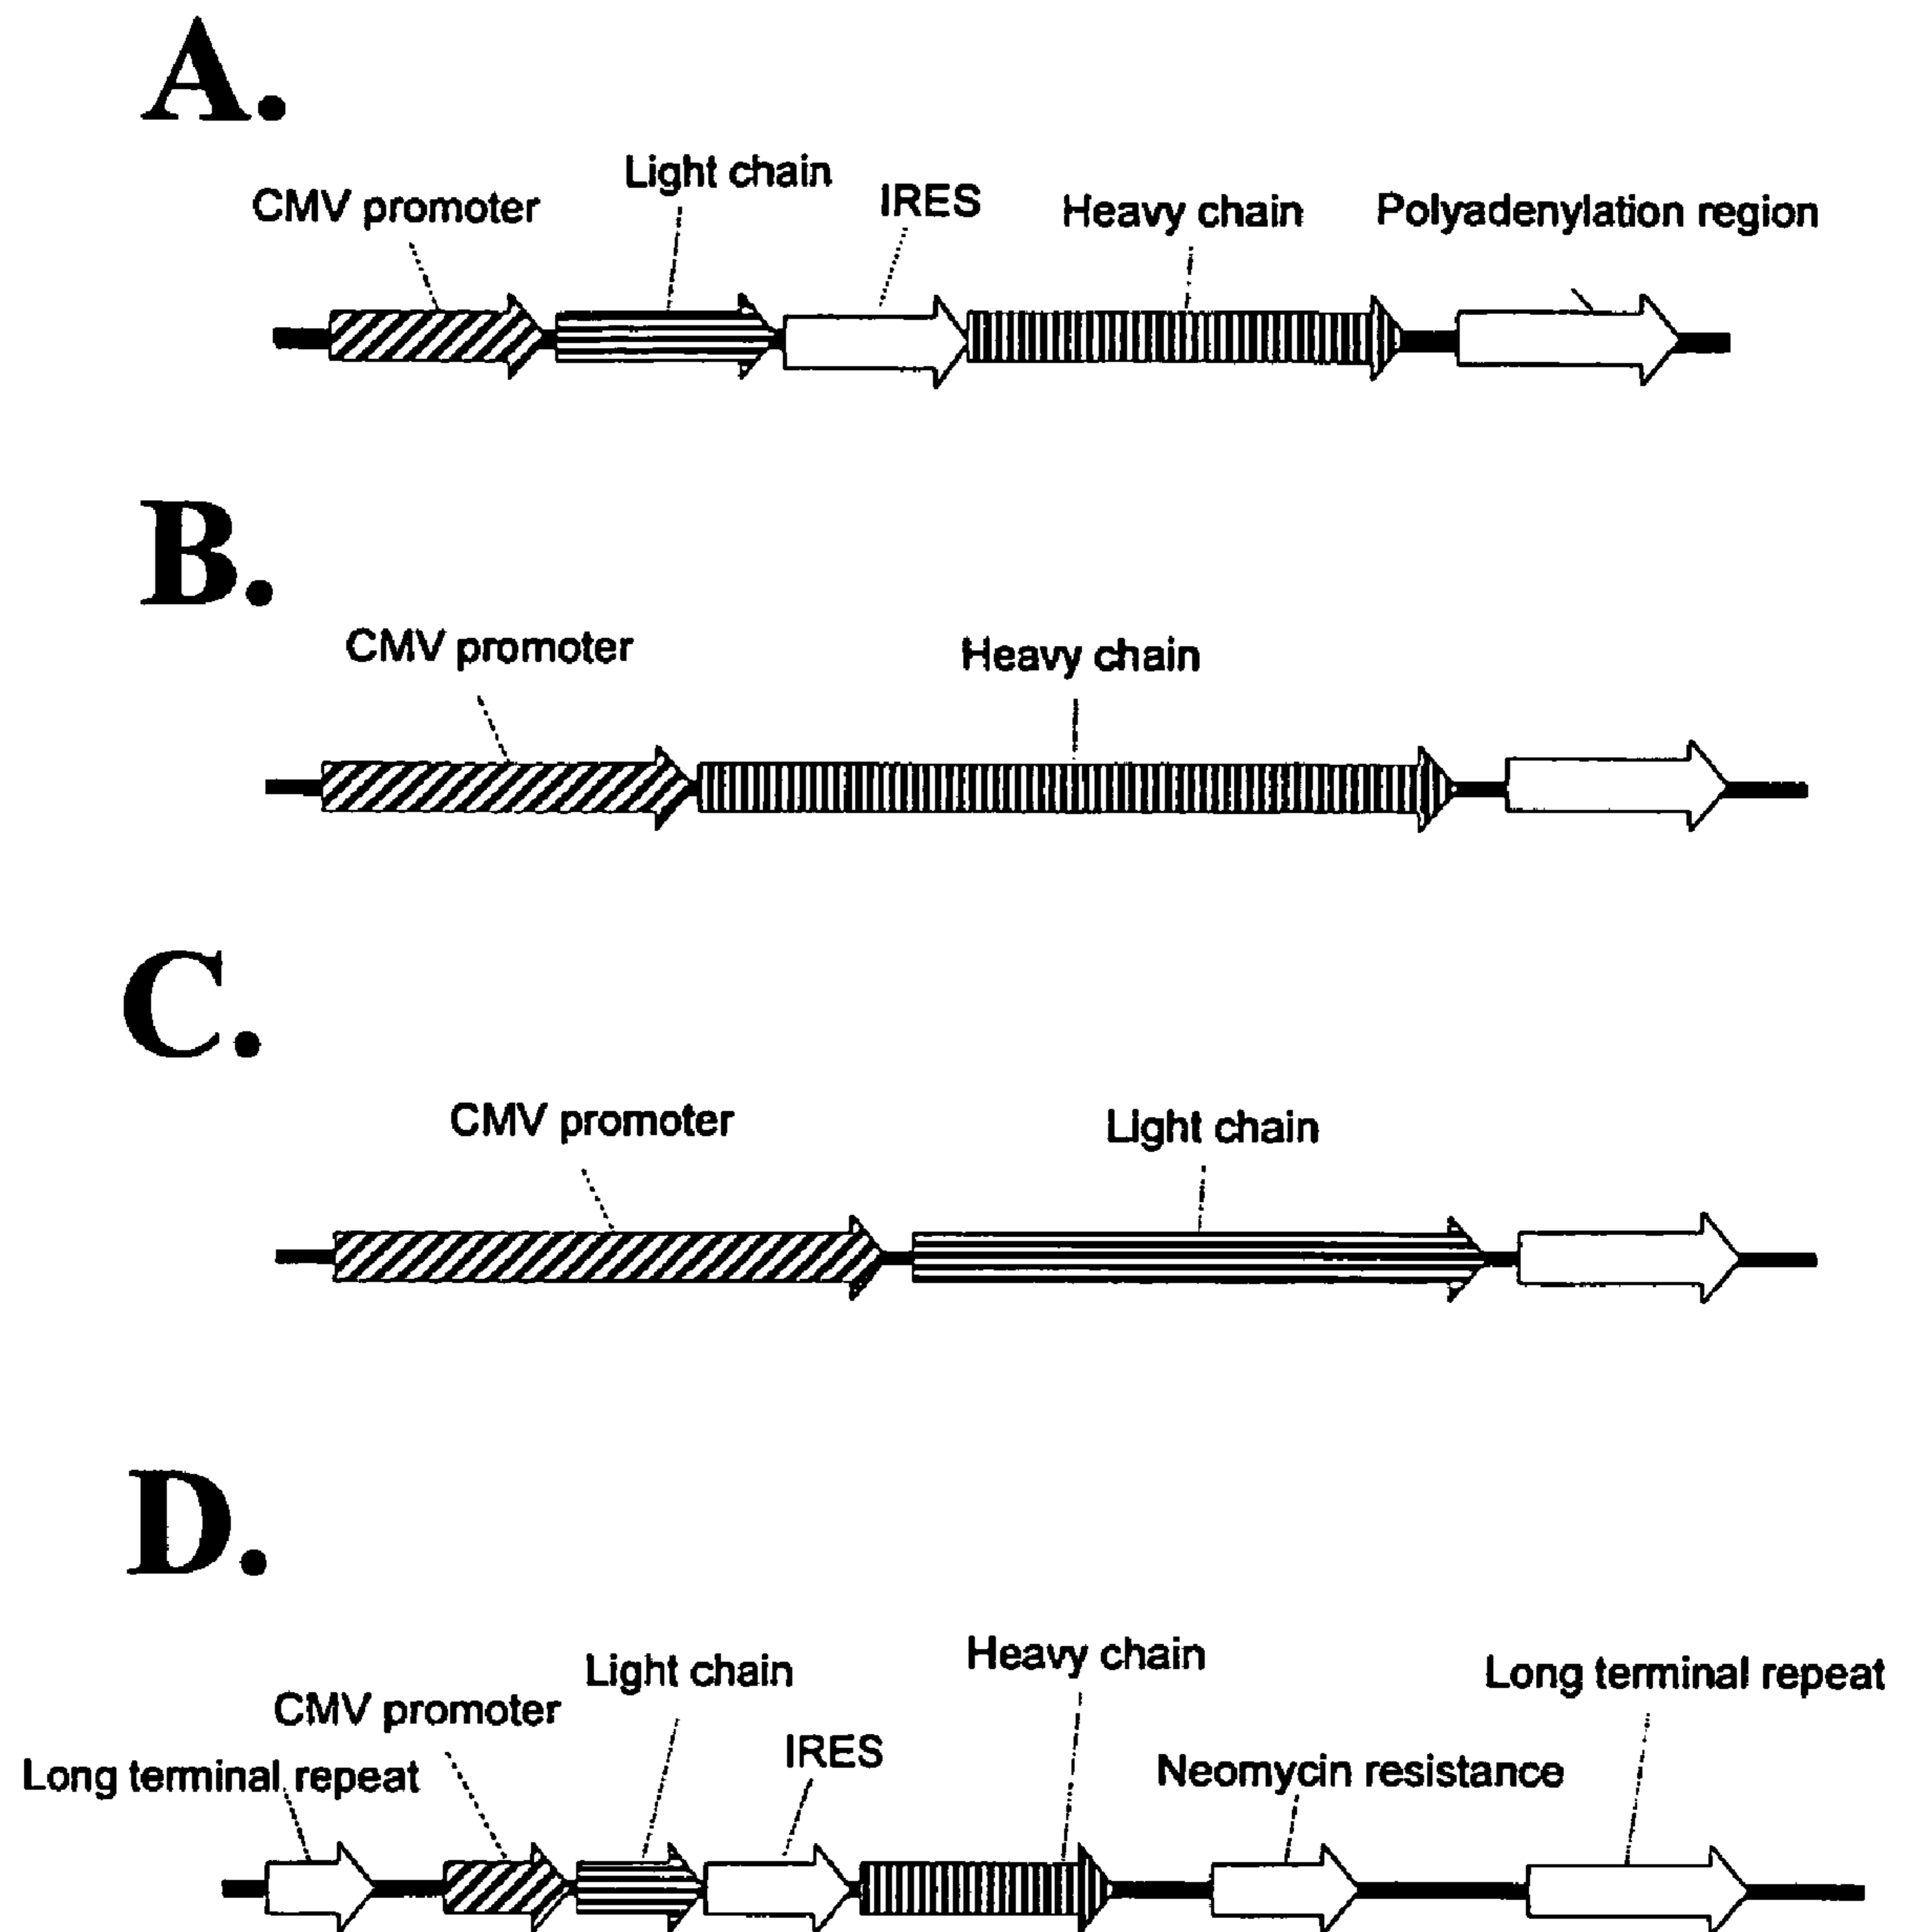 A.
CMV promoter
Light chain
IRES
Heavy chain
Polyadenylation region
B.
CMV promoter
Heavy chain
C.
CMV promoter
Light chain
D.
Long terminal repeat
CMV promoter
Light chain
IRES
Heavy chain
Neomycin resistance
Long terminal repeat